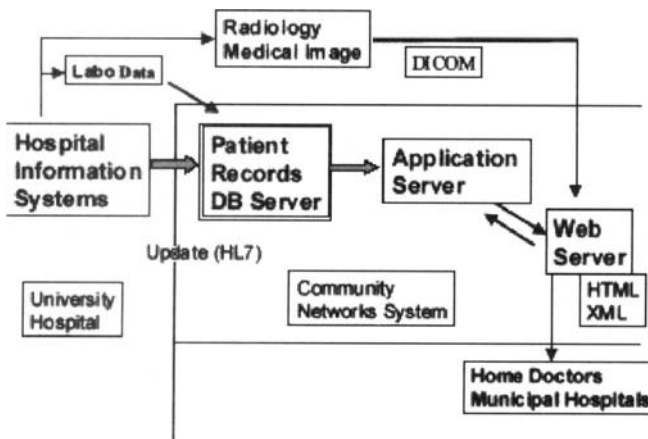 Radiology
Medical Image
DICOM
Labo Data
Hospital
Information
Systems
Patient
Records
DB Server
Application
Server
Web
Server
Update (HL7)
HTML
XML
University
Hospital
Community
Networks System
Home Doctors
Municipal Hospitals